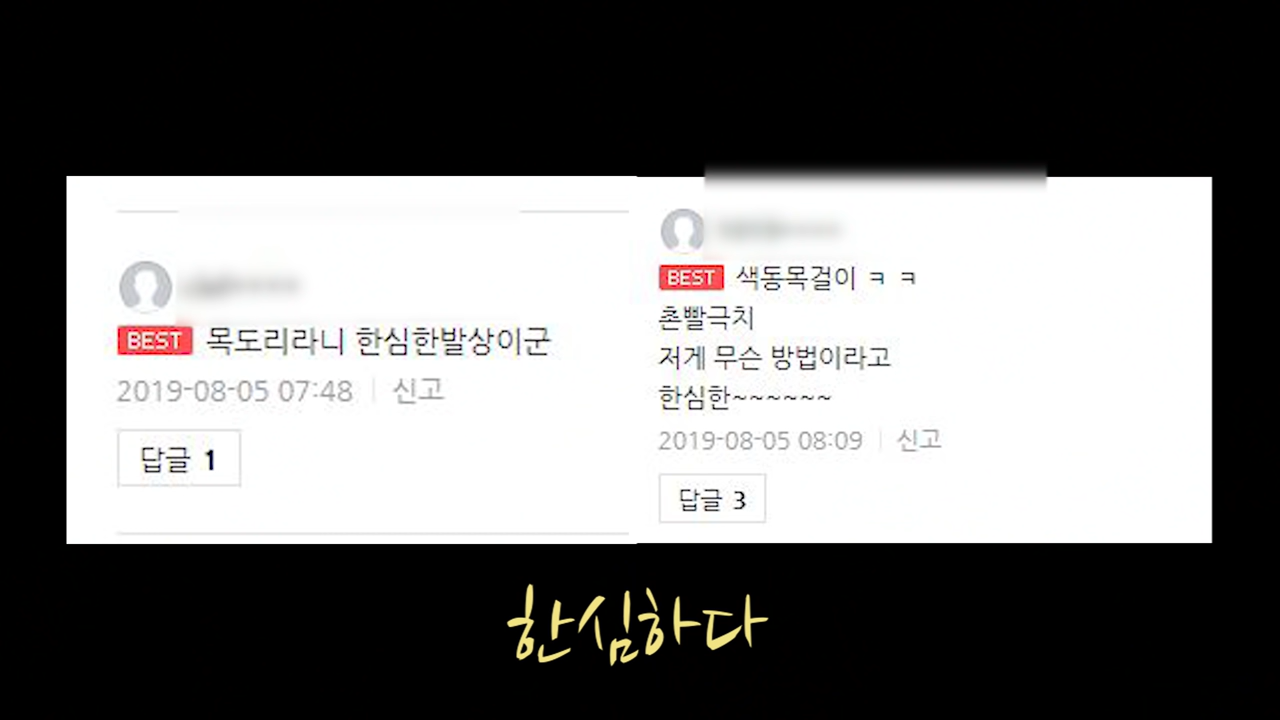 BEST 목도리라니 한심한발상이군
2019-08-05 07:48 신고
답글 1
BEST 색동목걸이 ㅋ ㅋ
촌빨극치
저게 무슨 방법이라고
한심한~~~~~~
2019-08-05 08:09 신고
답글 3
한심하다